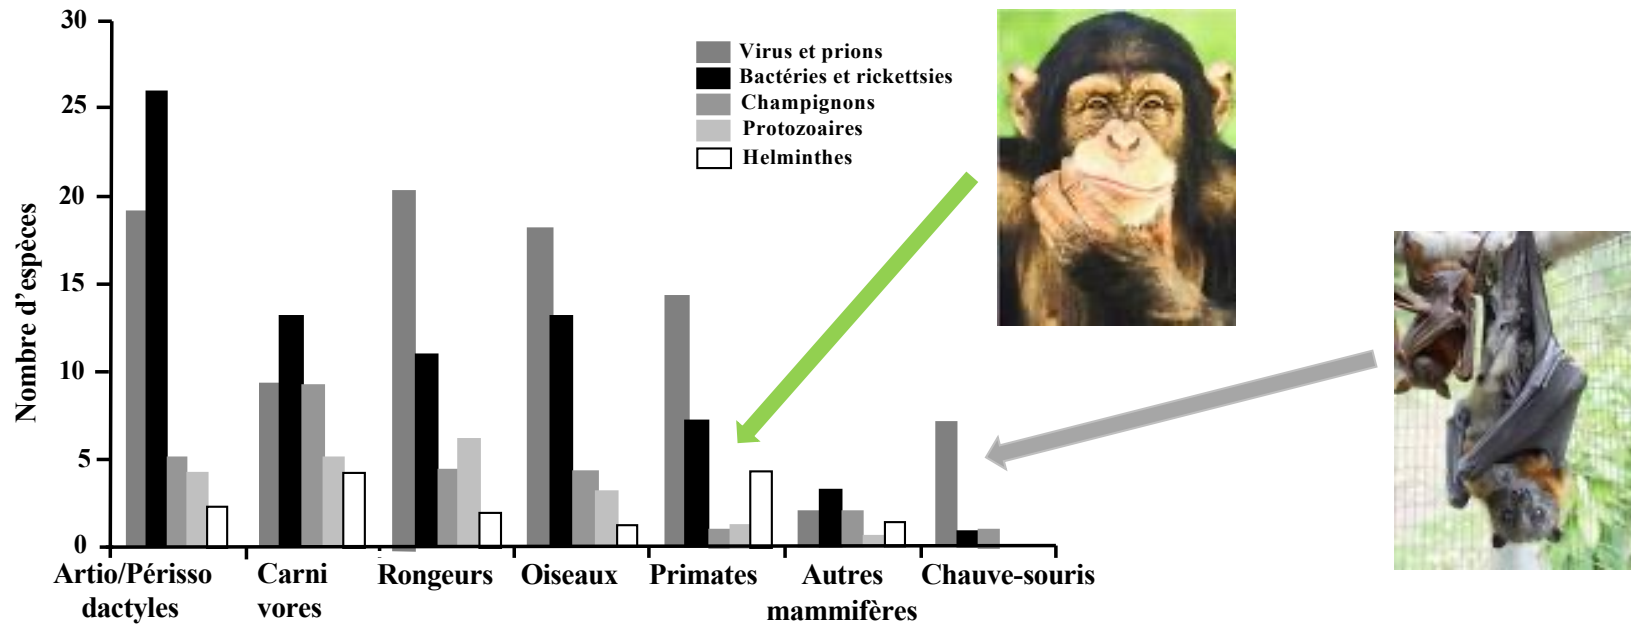 30
25
20
15
10
5
0
Nombre d'espèces
Virus et prions
Bactéries et rickettsies
Champignons
Protozoaires
Helminthes
Artio/Périsso
dactyles
Carni
vores
Rongeurs
Oiseaux
Primates
Autres
mammifères
Chauve-souris